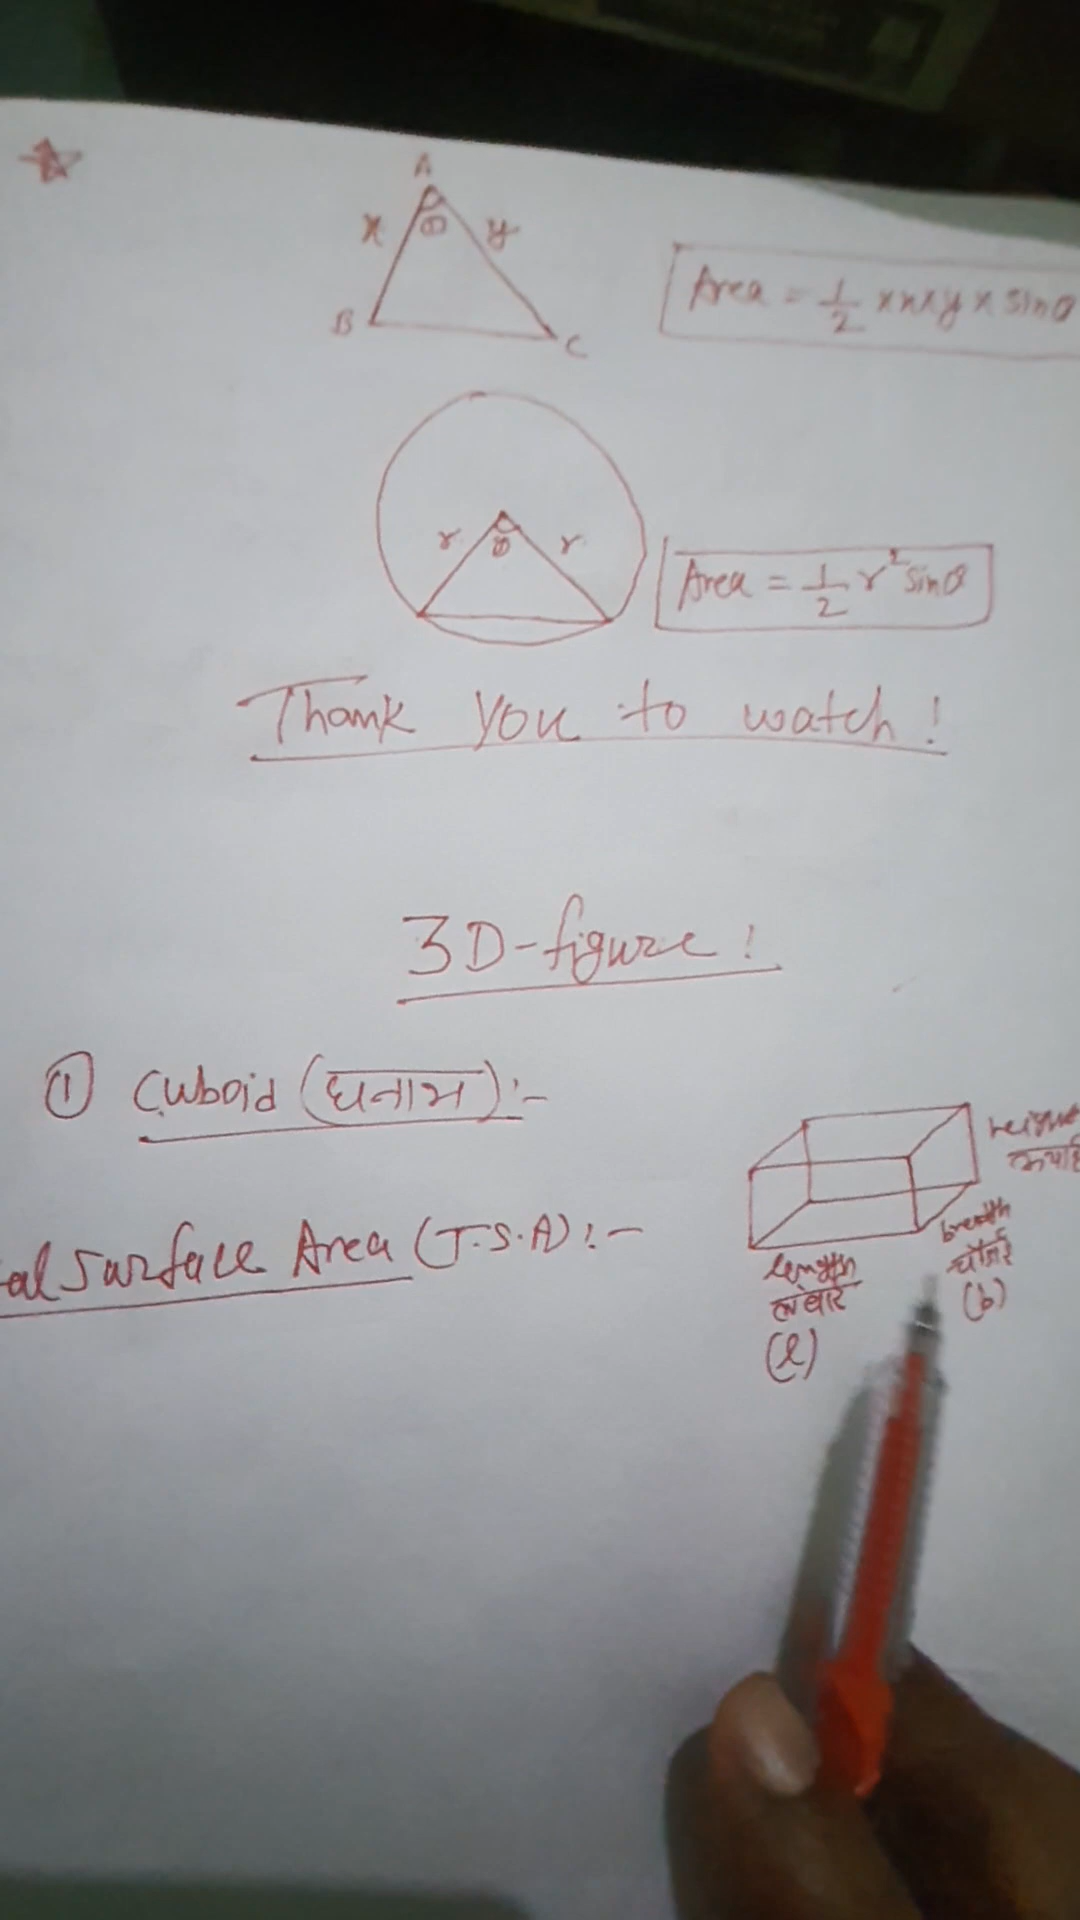 A
x θ y
B C
Area = 1/2 × x × y × sinθ
r θ r
Area = 1/2 r² sinθ
Thank you to watch!
3D-figure!
① Cuboid (घनाभ):-
height
al Surface Area (T.S.A):-
breadth
length
(b)
(l)